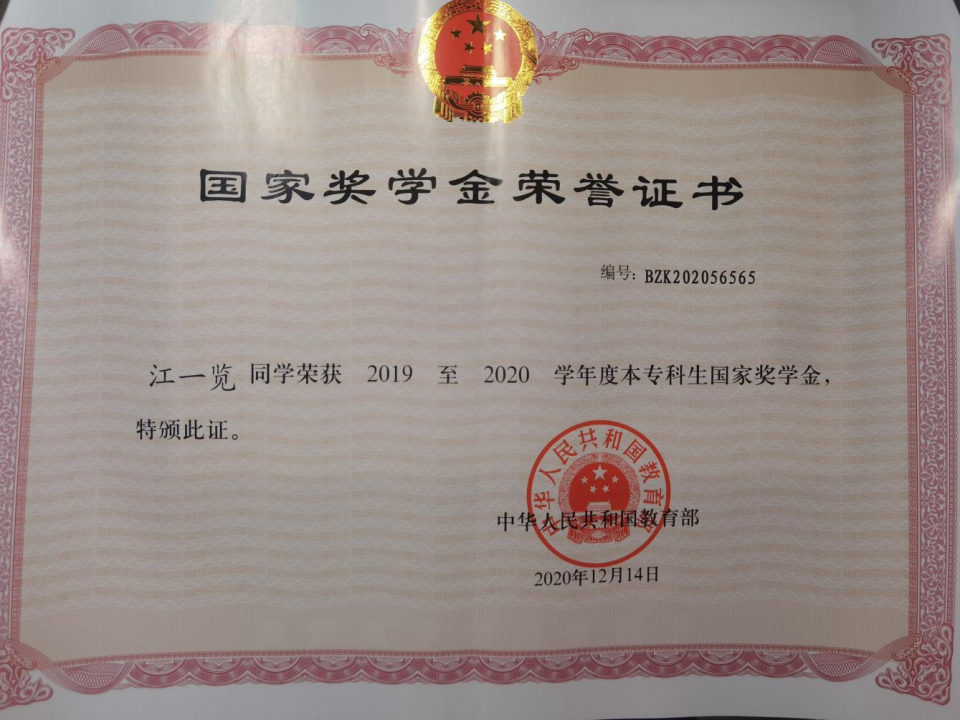 国家奖学金荣誉证书
编号：BZK202056565
江一览 同学荣获 2019 至 2020 学年度本专科生国家奖学金，
特颁此证。
中华人民共和国教育部
中华人民共和国教育部
2020年12月14日